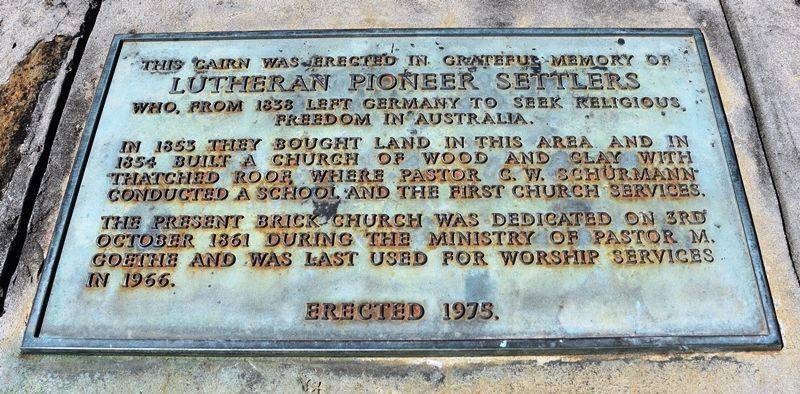 THIS CAIRN WAS ERECTED IN GRATEFUL MEMORY OF
LUTHERAN PIONEER SETTLERS
WHO, FROM 1838 LEFT GERMANY TO SEEK RELIGIOUS
FREEDOM IN AUSTRALIA.
IN 1853 THEY BOUGHT LAND IN THIS AREA AND IN
1854 BUILT A CHURCH OF WOOD AND CLAY WITH
THATCHED ROOF WHERE PASTOR C. W. SCHÜRMANN
CONDUCTED A SCHOOL AND THE FIRST CHURCH SERVICES.
THE PRESENT BRICK CHURCH WAS DEDICATED ON 3RD
OCTOBER 1861 DURING THE MINISTRY OF PASTOR M.
GOETHE AND WAS LAST USED FOR WORSHIP SERVICES
IN 1966.
ERECTED 1975.